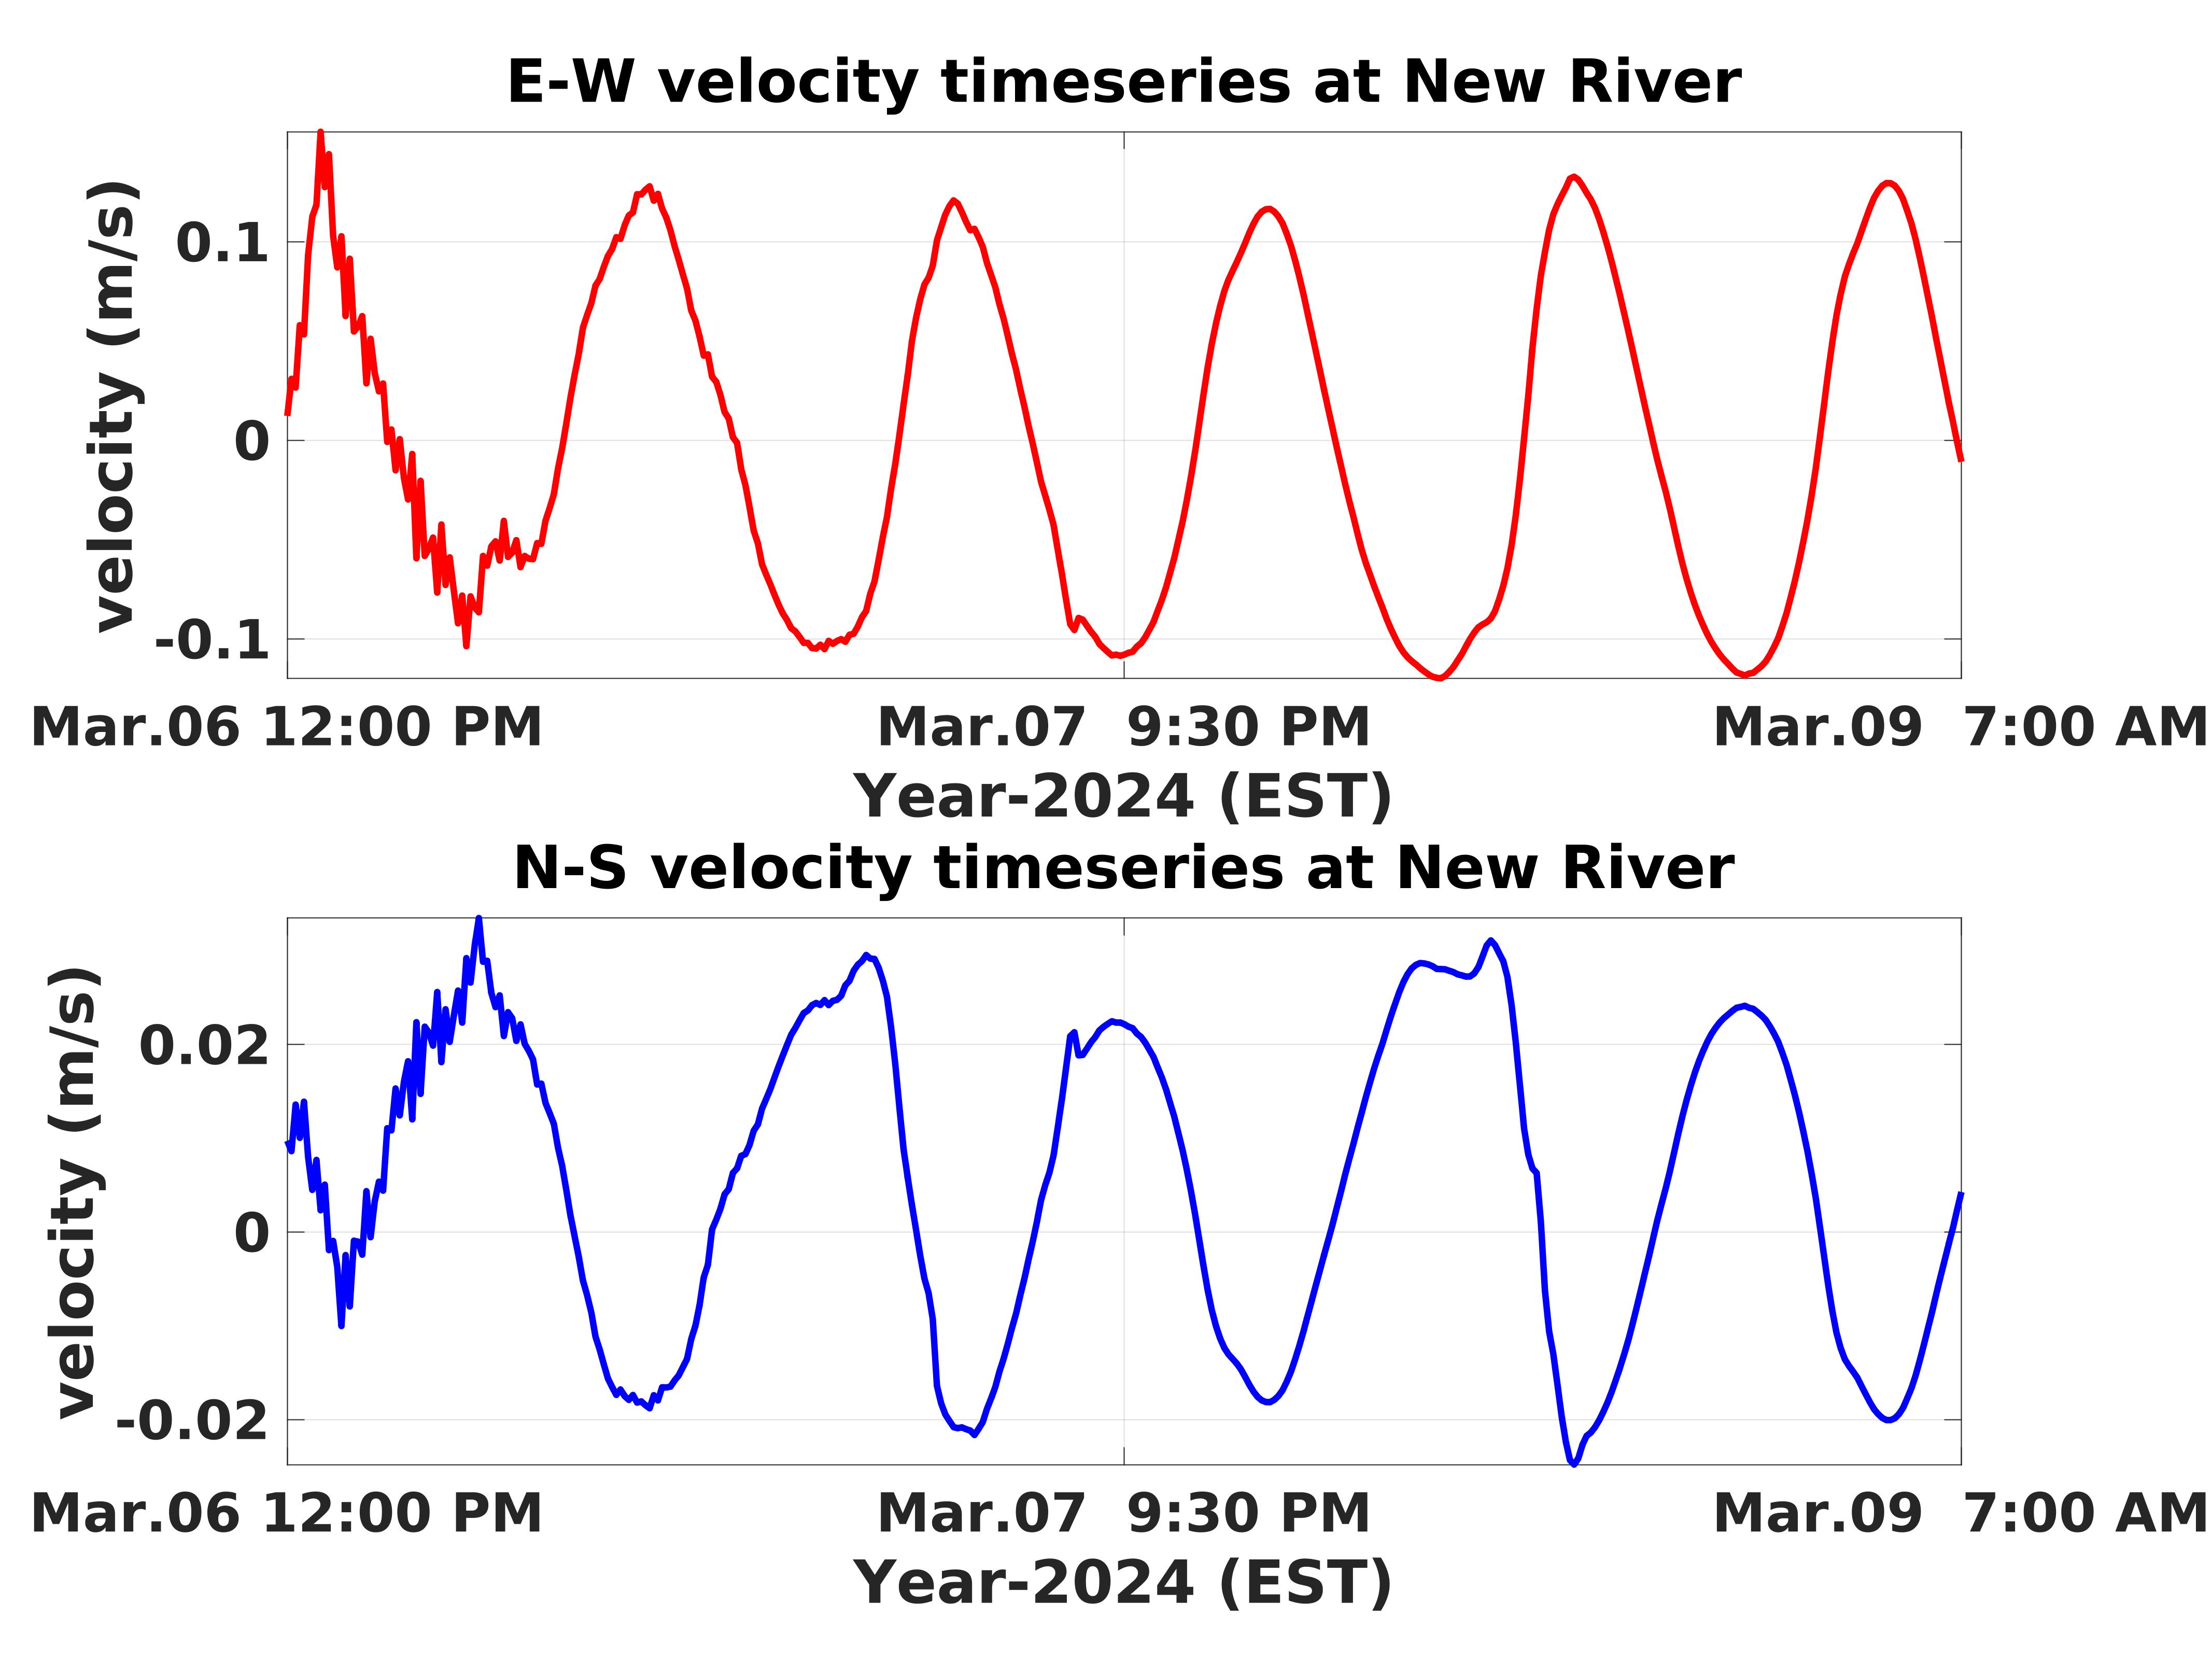 E-W velocity timeseries at New River
velocity (m/s)
0.1
0
-0.1
Mar.06 12:00 PM Mar.07 9:30 PM Mar.09 7:00 AM
Year-2024 (EST)
N-S velocity timeseries at New River
velocity (m/s)
0.02
0
-0.02
Mar.06 12:00 PM Mar.07 9:30 PM Mar.09 7:00 AM
Year-2024 (EST)